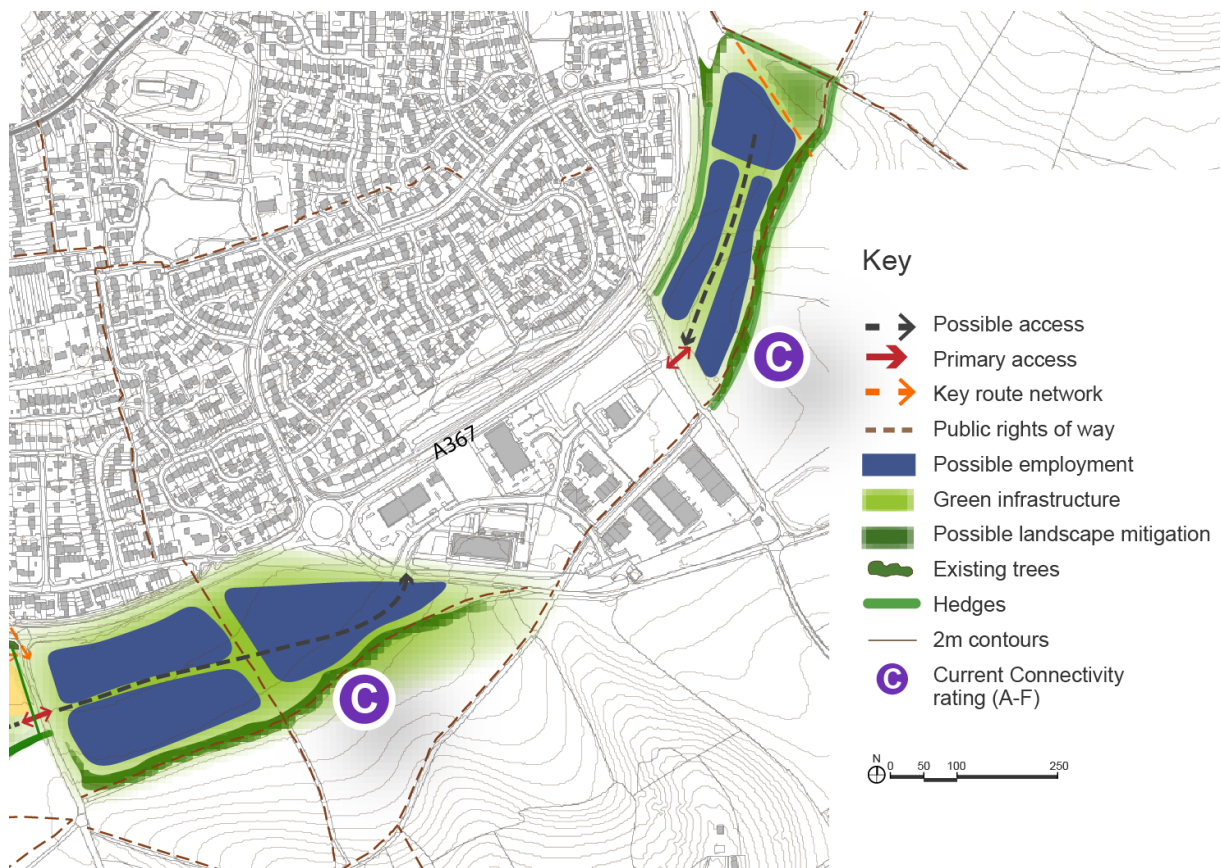 A367
C
C
Key
Possible access
Primary access
Key route network
Public rights of way
Possible employment
Green infrastructure
Possible landscape mitigation
Existing trees
Hedges
2m contours
C Current Connectivity
rating (A-F)
N 0 50 100 250